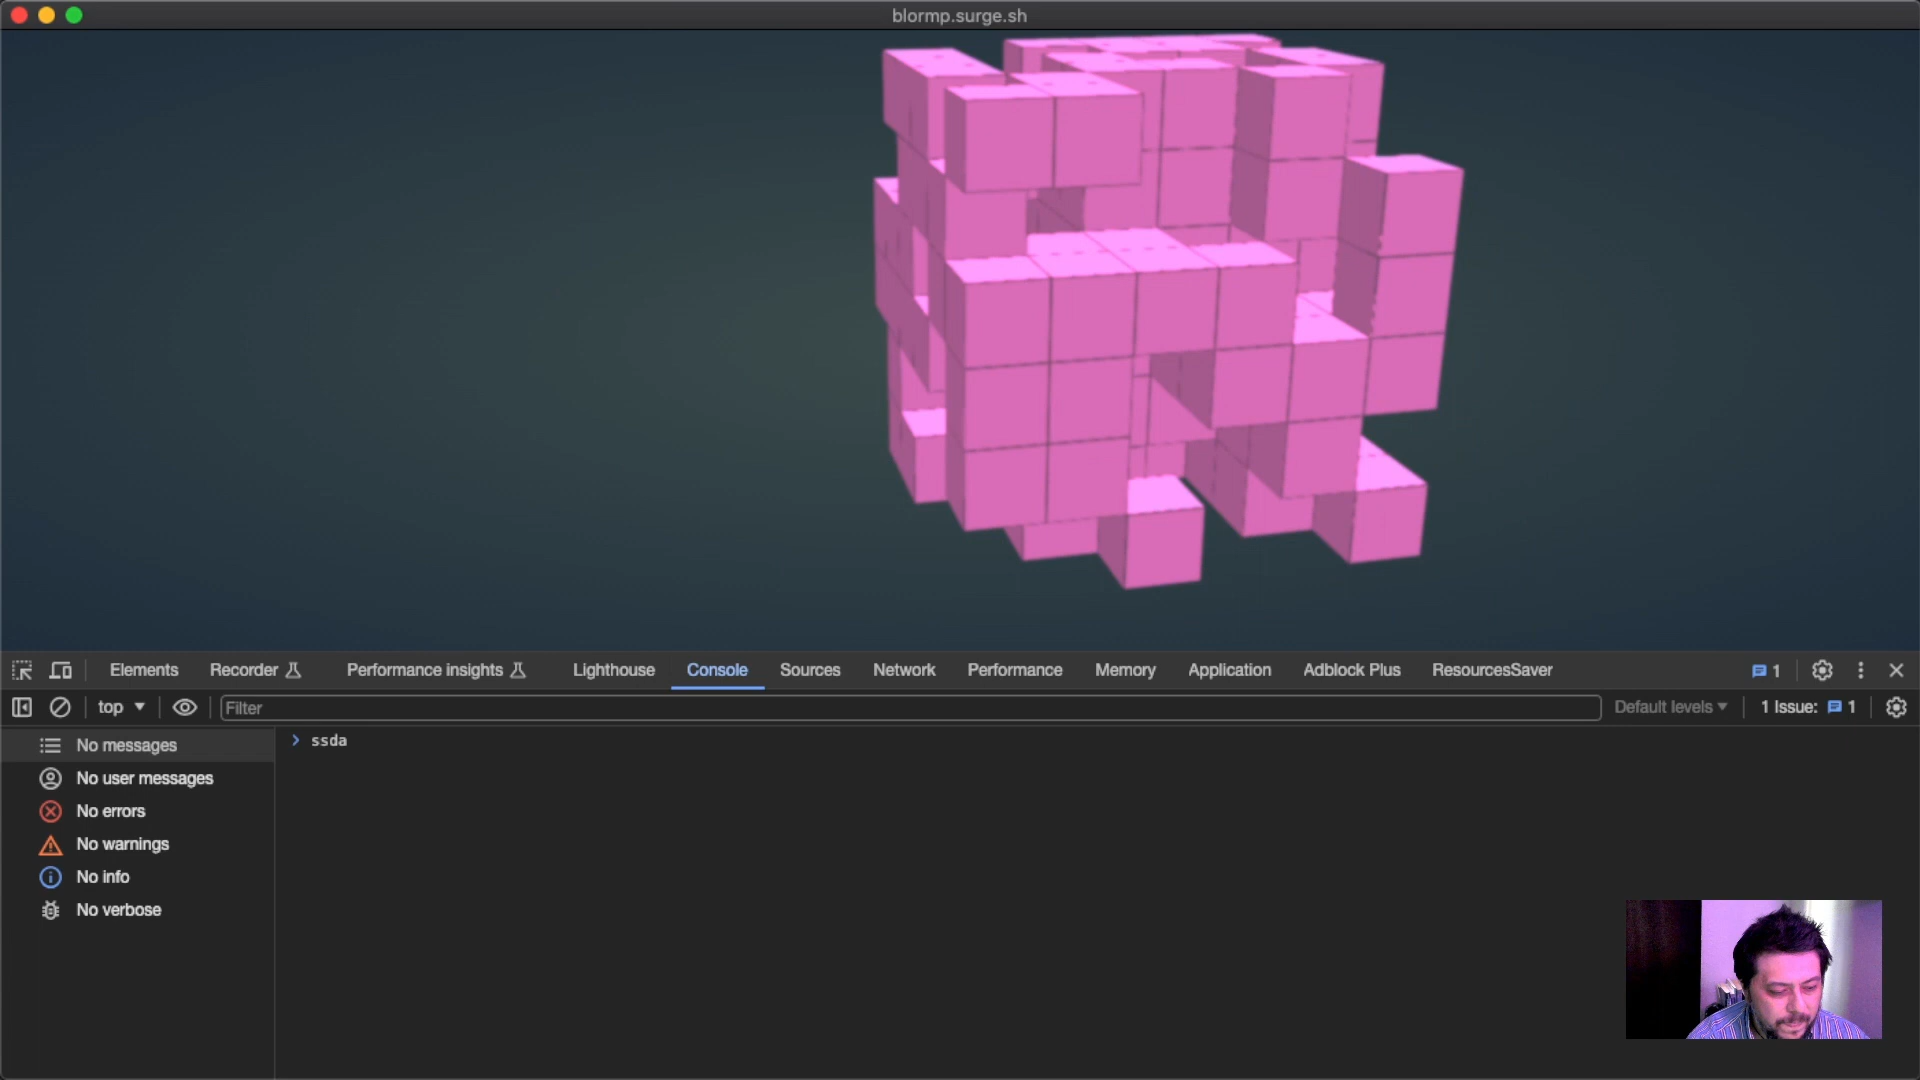 blormp.surge.sh
Elements Recorder Performance insights Lighthouse Console Sources Network Performance Memory Application Adblock Plus ResourcesSaver 1
top Filter Default levels 1 Issue: 1
No messages
ssda
No user messages
No errors
No warnings
No info
No verbose